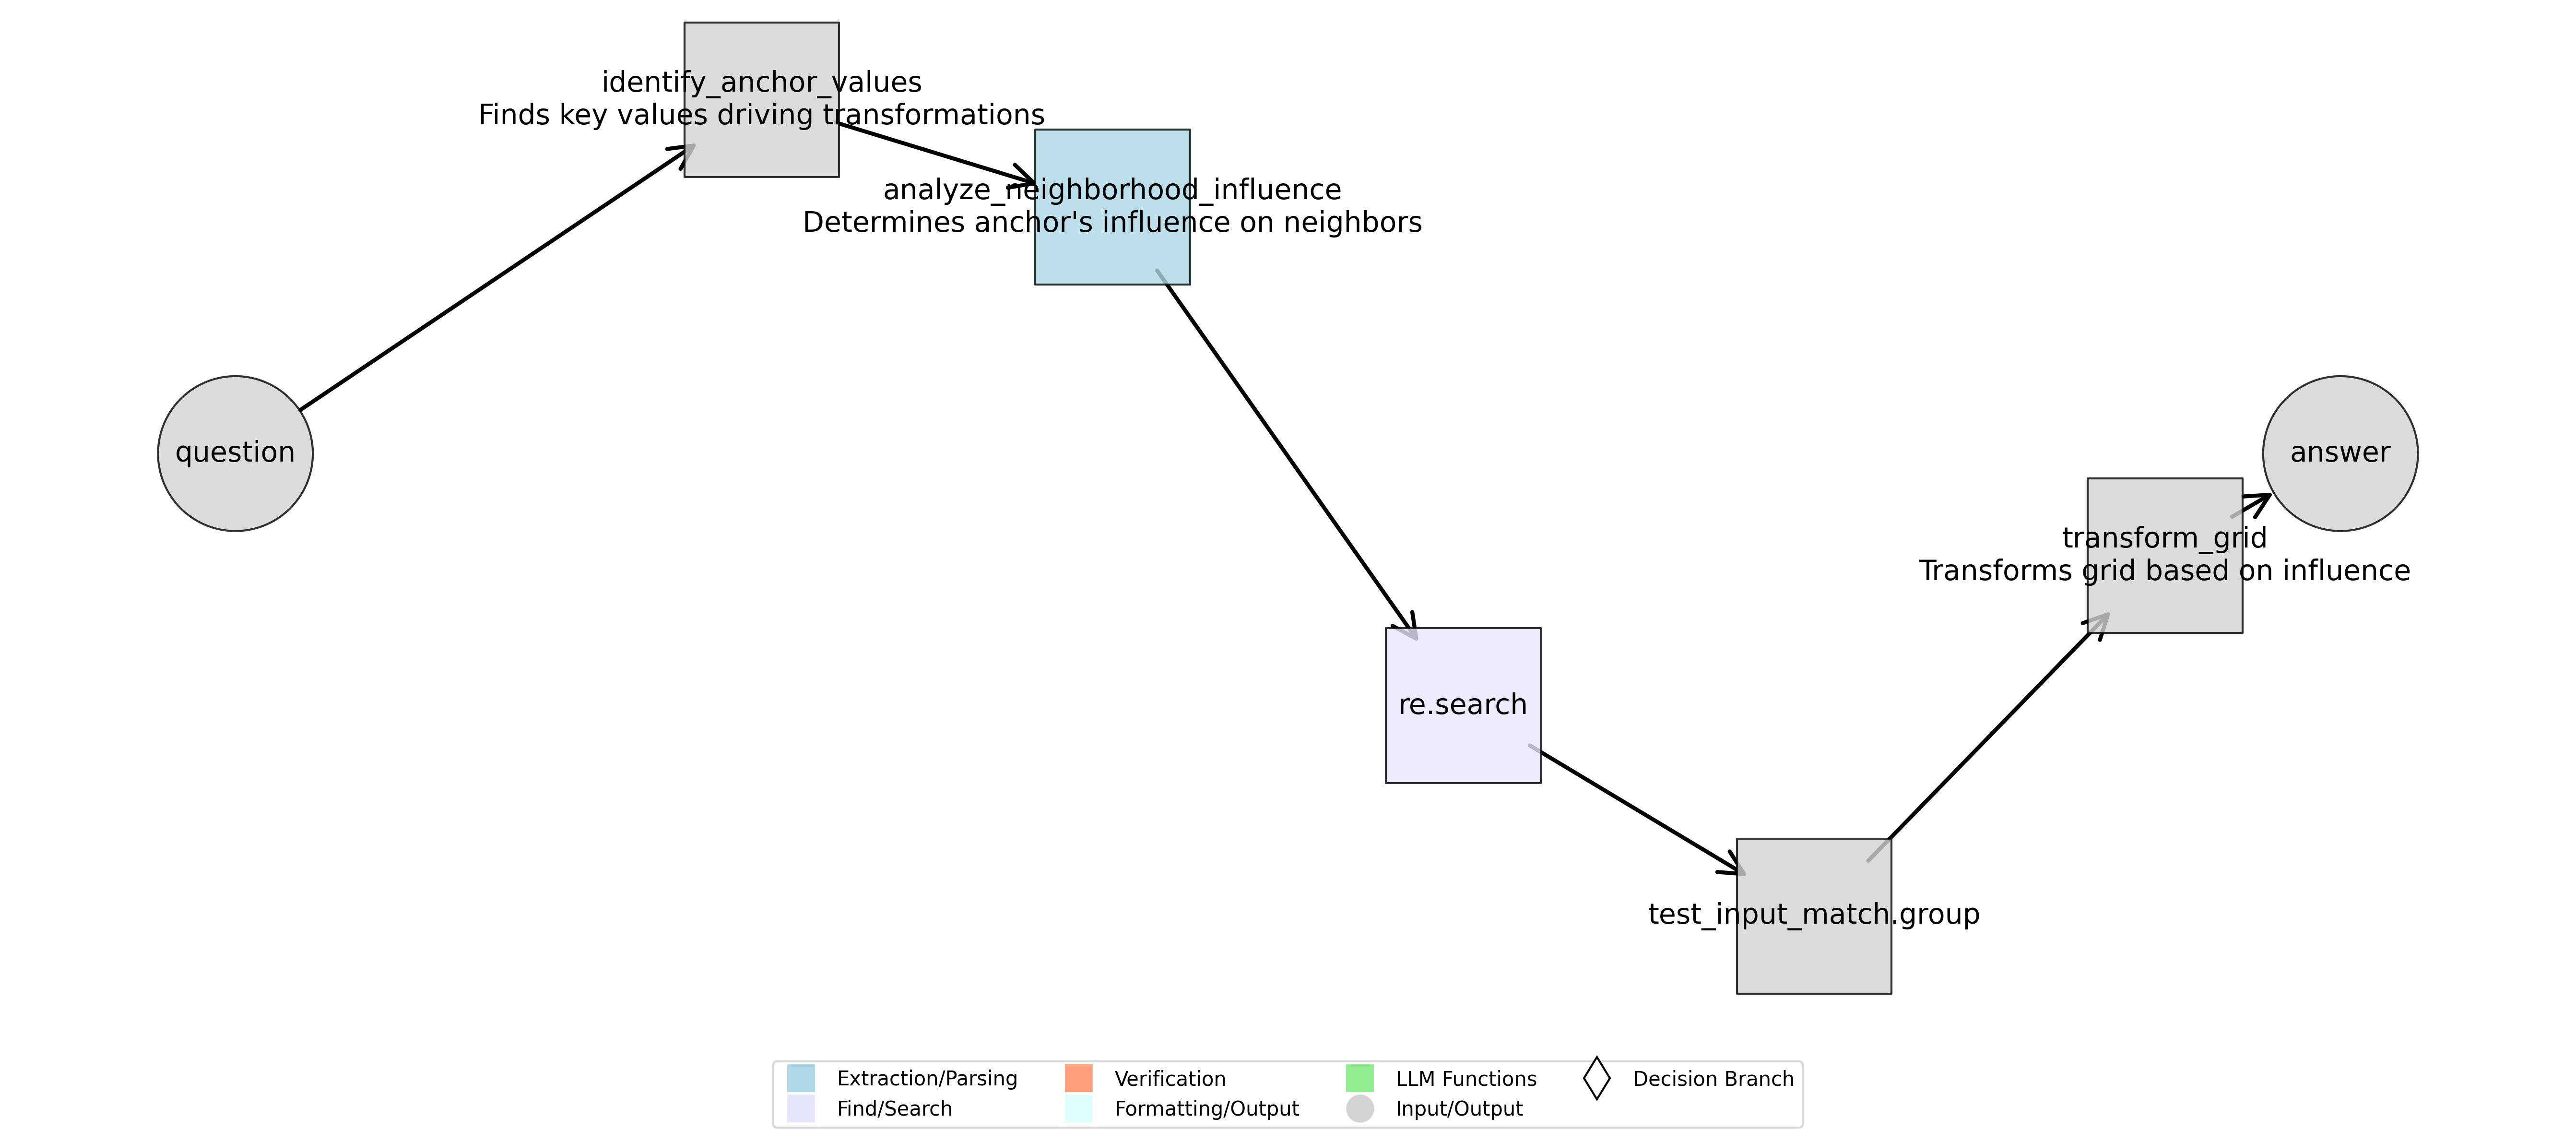 identify_anchor_values
Finds key values driving transformations
analyze_neighborhood_influence
Determines anchor's influence on neighbors
question
answer
transform_grid
Transforms grid based on influence
re.search
test_input_match.group
Extraction/Parsing
Find/Search
Verification
Formatting/Output
LLM Functions
Input/Output
Decision Branch